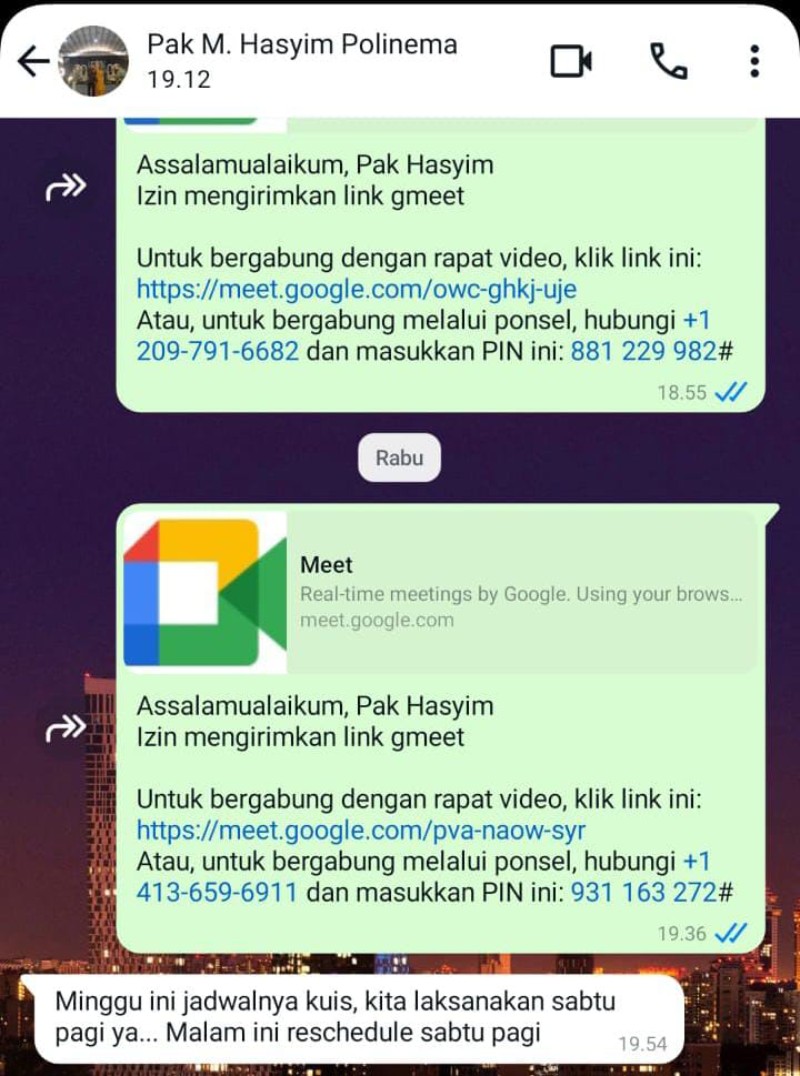 Pak M. Hasyim Polinema
19.12
Assalamualaikum, Pak Hasyim
Izin mengirimkan link gmeet
Untuk bergabung dengan rapat video, klik link ini:
https://meet.google.com/owc-ghkj-uje
Atau, untuk bergabung melalui ponsel, hubungi +1
209-791-6682 dan masukkan PIN ini: 881 229 982#
18.55
Rabu
Meet
Real-time meetings by Google. Using your brows...
meet.google.com
Assalamualaikum, Pak Hasyim
Izin mengirimkan link gmeet
Untuk bergabung dengan rapat video, klik link ini:
https://meet.google.com/pva-naow-syr
Atau, untuk bergabung melalui ponsel, hubungi +1
413-659-6911 dan masukkan PIN ini: 931 163 272#
19.36
Minggu ini jadwalnya kuis, kita laksanakan sabtu
pagi ya... Malam ini reschedule sabtu pagi
19.54